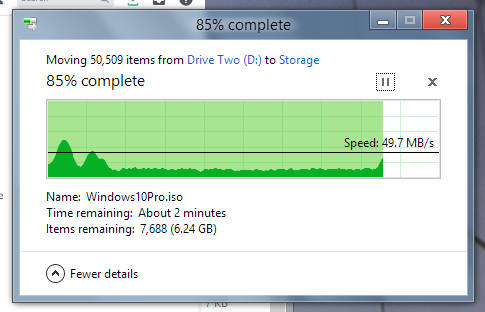 Search
85% complete
Moving 50,509 items from Drive Two (D:) to Storage
85% complete
Speed: 49.7 MB/s
Name: Windows10Pro.iso
Time remaining: About 2 minutes
Items remaining: 7,688 (6.24 GB)
Fewer details
7 KB